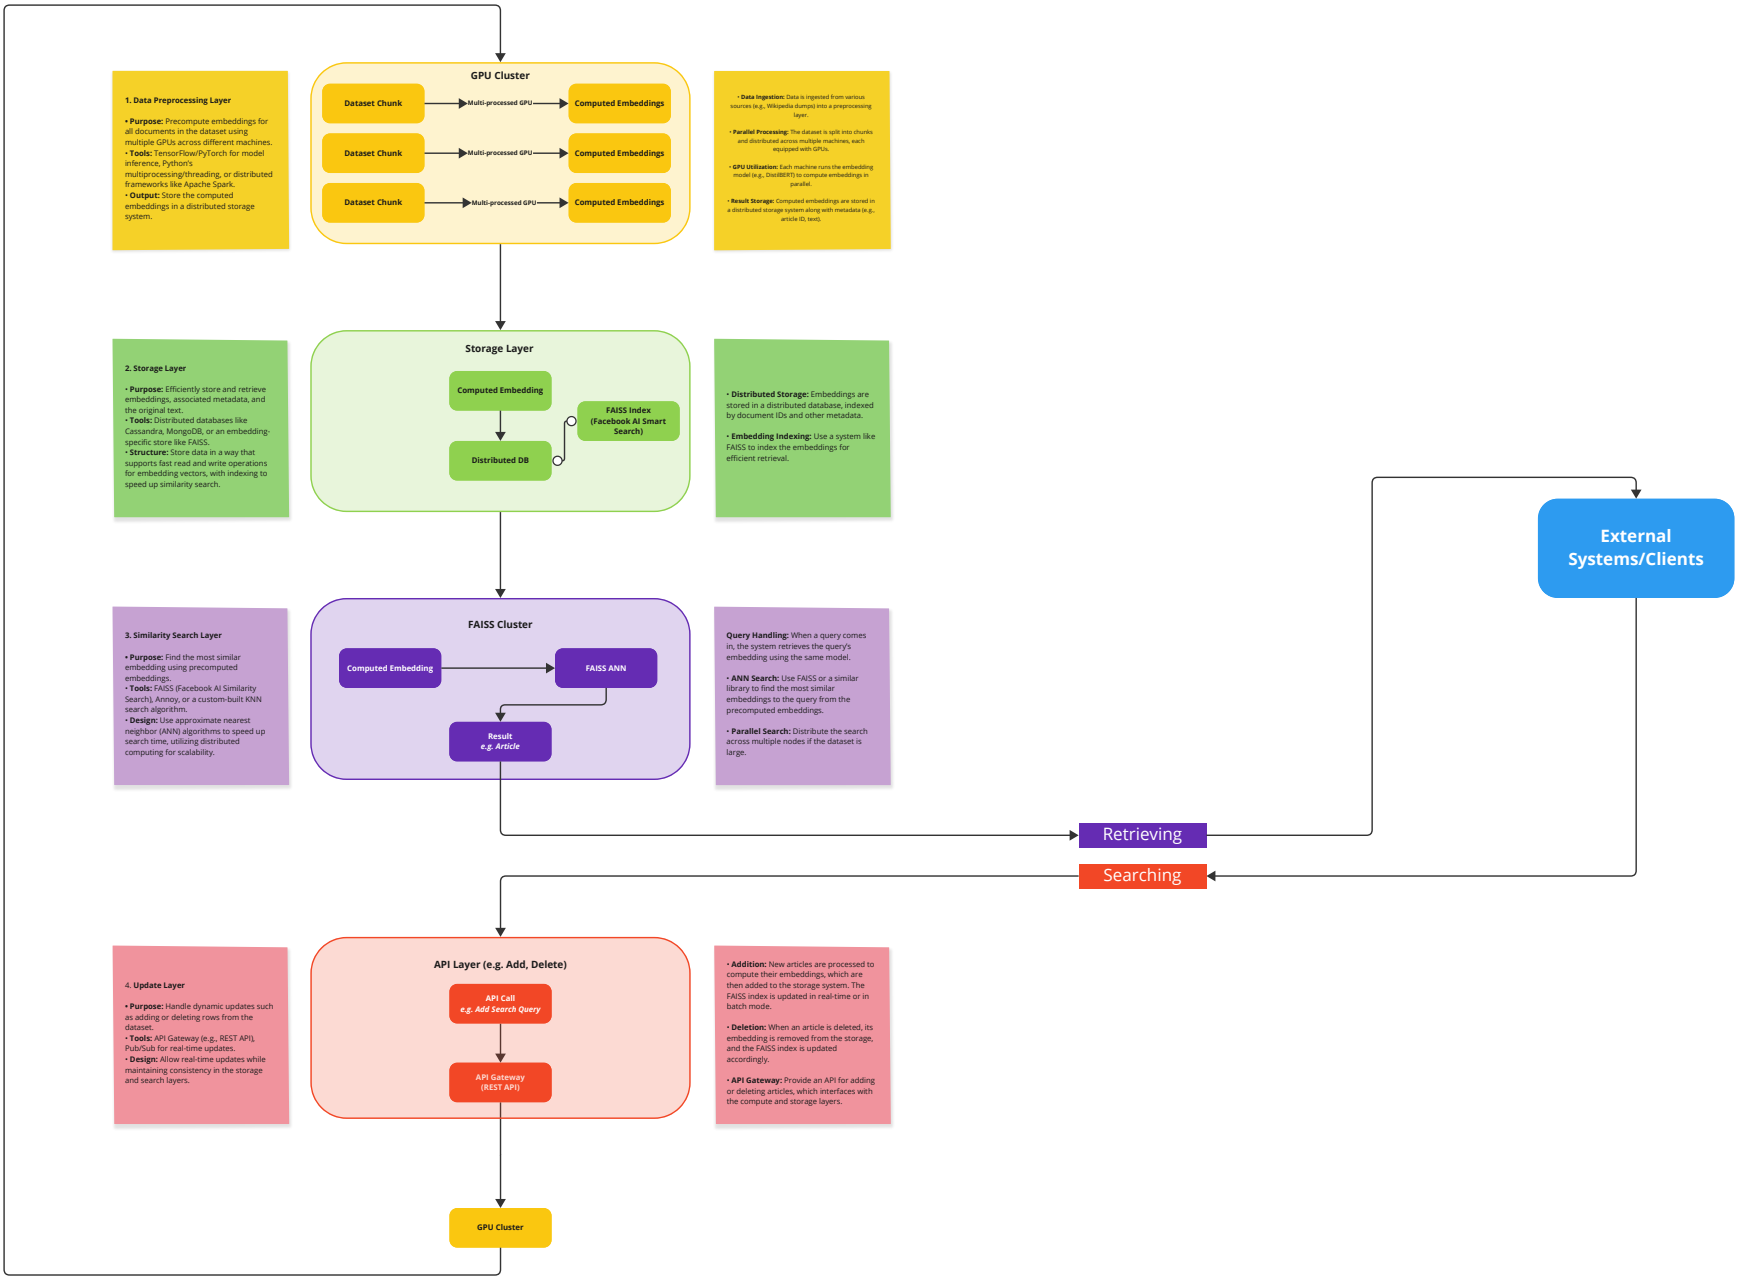 1. Data Preprocessing Layer
• Purpose: Precompute embeddings for
all documents in the dataset using
multiple GPUs across different machines.
• Tools: TensorFlow/PyTorch for model
inference, Python's
multiprocessing/threading, or distributed
frameworks like Apache Spark.
• Output: Store the computed
embeddings in a distributed storage
system.
GPU Cluster
Dataset Chunk
Multi-processed GPU
Computed Embeddings
Dataset Chunk
Multi-processed GPU
Computed Embeddings
Dataset Chunk
Multi-processed GPU
Computed Embeddings
• Data Ingestion: Data is ingested from various
sources (e.g., Wikipedia dumps) into a preprocessing
layer.
• Parallel Processing: The dataset is split into chunks
and distributed across multiple machines, each
equipped with GPUs.
• GPU Utilization: Each machine runs the embedding
model (e.g., DistilBERT) to compute embeddings in
parallel.
• Result Storage: Computed embeddings are stored in
a distributed storage system along with metadata (e.g.,
article ID, text).
2. Storage Layer
• Purpose: Efficiently store and retrieve
embeddings, associated metadata, and
the original text.
• Tools: Distributed databases like
Cassandra, MongoDB, or an embedding-
specific store like FAISS.
• Structure: Store data in a way that
supports fast read and write operations
for embedding vectors, with indexing to
speed up similarity search.
Storage Layer
Computed Embedding
FAISS Index
(Facebook AI Smart
Search)
Distributed DB
• Distributed Storage: Embeddings are
stored in a distributed database, indexed
by document IDs and other metadata.
• Embedding Indexing: Use a system like
FAISS to index the embeddings for
efficient retrieval.
External
Systems/Clients
3. Similarity Search Layer
• Purpose: Find the most similar
embedding using precomputed
embeddings.
• Tools: FAISS (Facebook AI Similarity
Search), Annoy, or a custom-built KNN
search algorithm.
• Design: Use approximate nearest
neighbor (ANN) algorithms to speed up
search time, utilizing distributed
computing for scalability.
FAISS Cluster
Computed Embedding
FAISS ANN
Result
e.g. Article
Query Handling: When a query comes
in, the system retrieves the query's
embedding using the same model.
• ANN Search: Use FAISS or a similar
library to find the most similar
embeddings to the query from the
precomputed embeddings.
• Parallel Search: Distribute the search
across multiple nodes if the dataset is
large.
Retrieving
Searching
4. Update Layer
• Purpose: Handle dynamic updates such
as adding or deleting rows from the
dataset.
• Tools: API Gateway (e.g., REST API),
Pub/Sub for real-time updates.
• Design: Allow real-time updates while
maintaining consistency in the storage
and search layers.
API Layer (e.g. Add, Delete)
API Call
e.g. Add Search Query
API Gateway
(REST API)
• Addition: New articles are processed to
compute their embeddings, which are
then added to the storage system. The
FAISS index is updated in real-time or in
batch mode.
• Deletion: When an article is deleted, its
embedding is removed from the storage,
and the FAISS index is updated
accordingly.
• API Gateway: Provide an API for adding
or deleting articles, which interfaces with
the compute and storage layers.
GPU Cluster